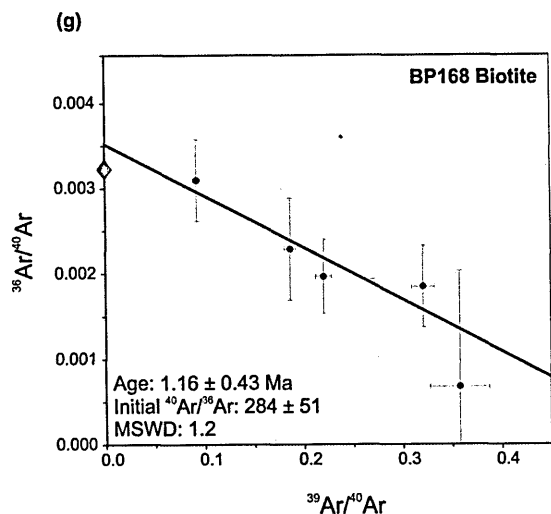 (g)
BP168 Biotite
0.004
0.003
0.002
0.001
0.000
³⁶Ar/⁴⁰Ar
Age: 1.16 ± 0.43 Ma
Initial ⁴⁰Ar/³⁶Ar: 284 ± 51
MSWD: 1.2
0.0 0.1 0.2 0.3 0.4
³⁹Ar/⁴⁰Ar